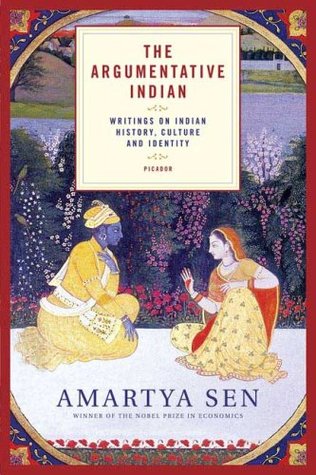 THE
ARGUMENTATIVE
INDIAN
WRITINGS ON INDIAN
HISTORY, CULTURE
AND IDENTITY
PICADOR
AMARTYA SEN
WINNER OF THE NOBEL PRIZE IN ECONOMICS